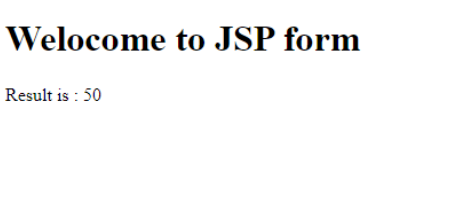 Welocome to JSP form
Result is : 50